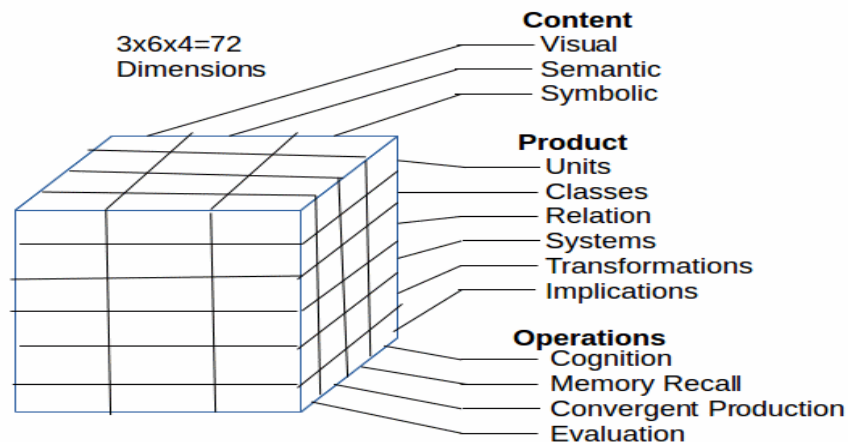 3x6x4=72
Dimensions
Content
Visual
Semantic
Symbolic
Product
Units
Classes
Relation
Systems
Transformations
Implications
Operations
Cognition
Memory Recall
Convergent Production
Evaluation